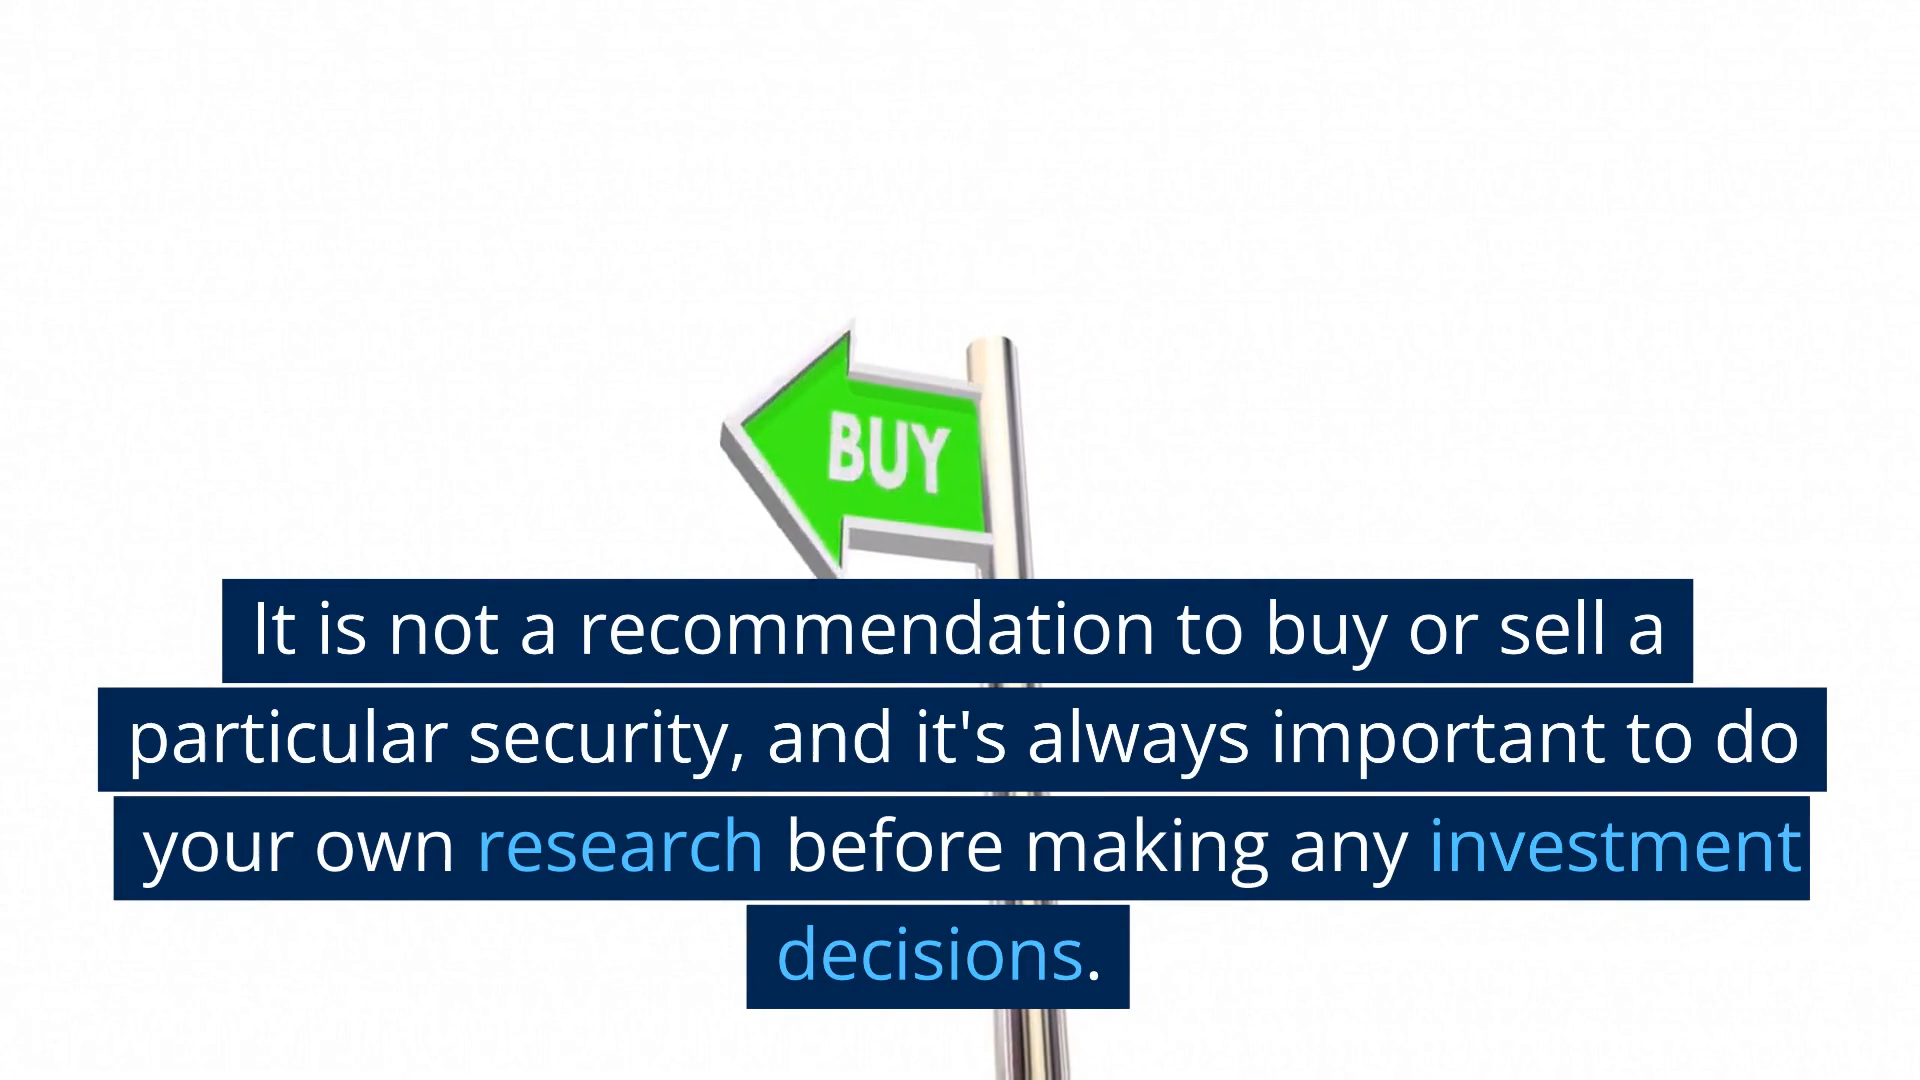 BUY
It is not a recommendation to buy or sell a
particular security, and it's always important to do
your own research before making any investment
decisions.